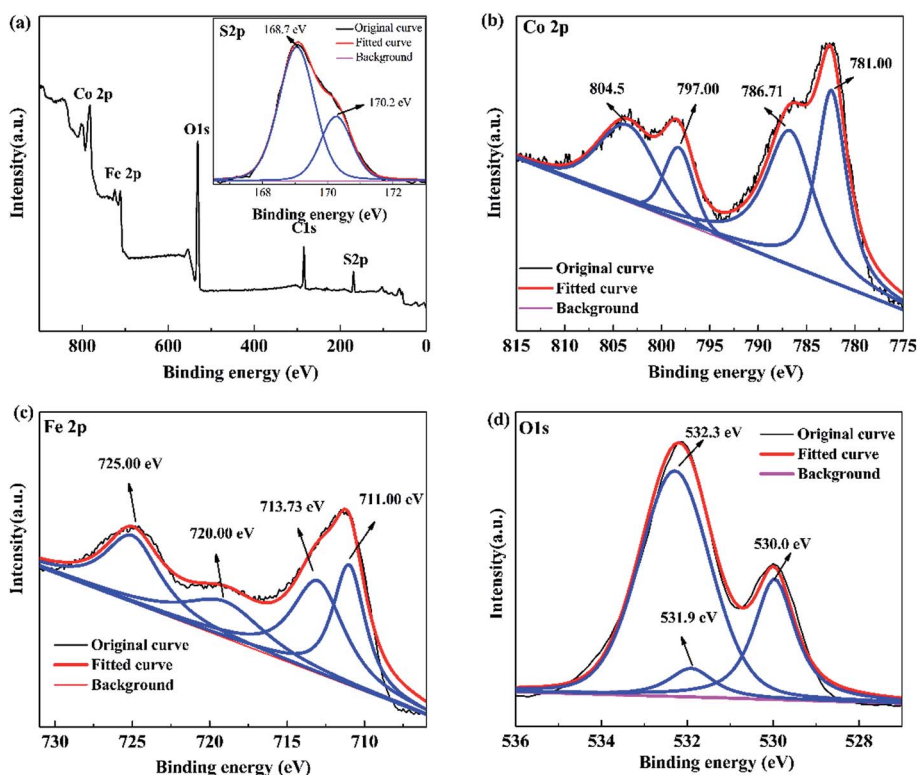 (a)
S2p
168.7 eV
Original curve
Fitted curve
Background
170.2 eV
168 170 172
Binding energy (eV)
Co 2p
Fe 2p
O1s
C1s
S2p
Intensity(a.u.)
800 600 400 200 0
Binding energy (eV)
(b)
Co 2p
804.5
797.00
786.71
781.00
Original curve
Fitted curve
Background
Intensity(a.u.)
815 810 805 800 795 790 785 780 775
Binding energy (eV)
(c)
Fe 2p
725.00 eV
720.00 eV
713.73 eV
711.00 eV
Original curve
Fitted curve
Background
Intensity(a.u.)
730 725 720 715 710
Binding energy (eV)
(d)
O1s
532.3 eV
531.9 eV
530.0 eV
Original curve
Fitted curve
Background
Intensity(a.u.)
536 534 532 530 528
Binding energy (eV)